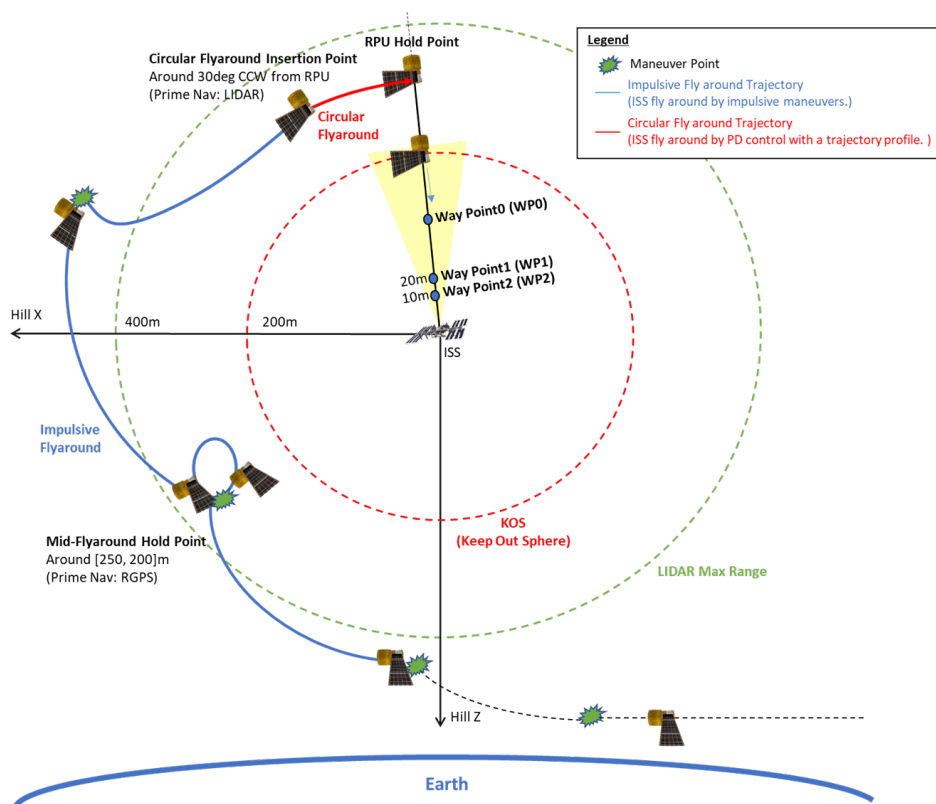 RPU Hold Point
Circular Flyaround Insertion Point
Around 30deg CCW from RPU
(Prime Nav: LIDAR)
Circular
Flyaround
Legend
Maneuver Point
Impulsive Fly around Trajectory
(ISS fly around by impulsive maneuvers.)
Circular Fly around Trajectory
(ISS fly around by PD control with a trajectory profile. )
Way Point0 (WP0)
Way Point1 (WP1)
20m
Way Point2 (WP2)
10m
Hill X
400m
200m
ISS
Impulsive
Flyaround
KOS
(Keep Out Sphere)
Mid-Flyaround Hold Point
Around [250, 200]m
(Prime Nav: RGPS)
LIDAR Max Range
Hill Z
Earth